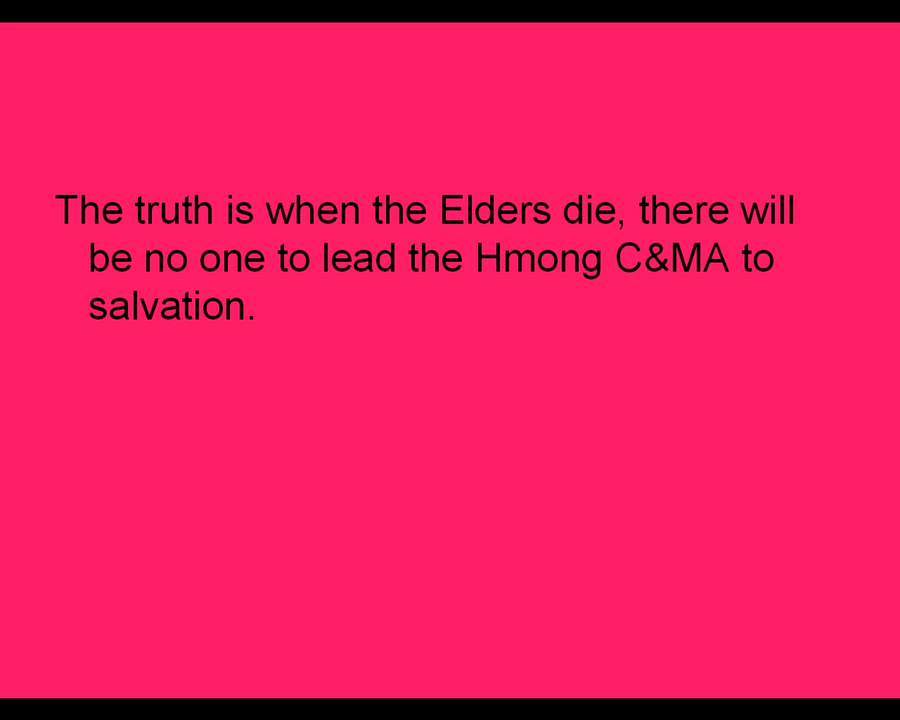 The truth is when the Elders die, there will
be no one to lead the Hmong C&MA to
salvation.